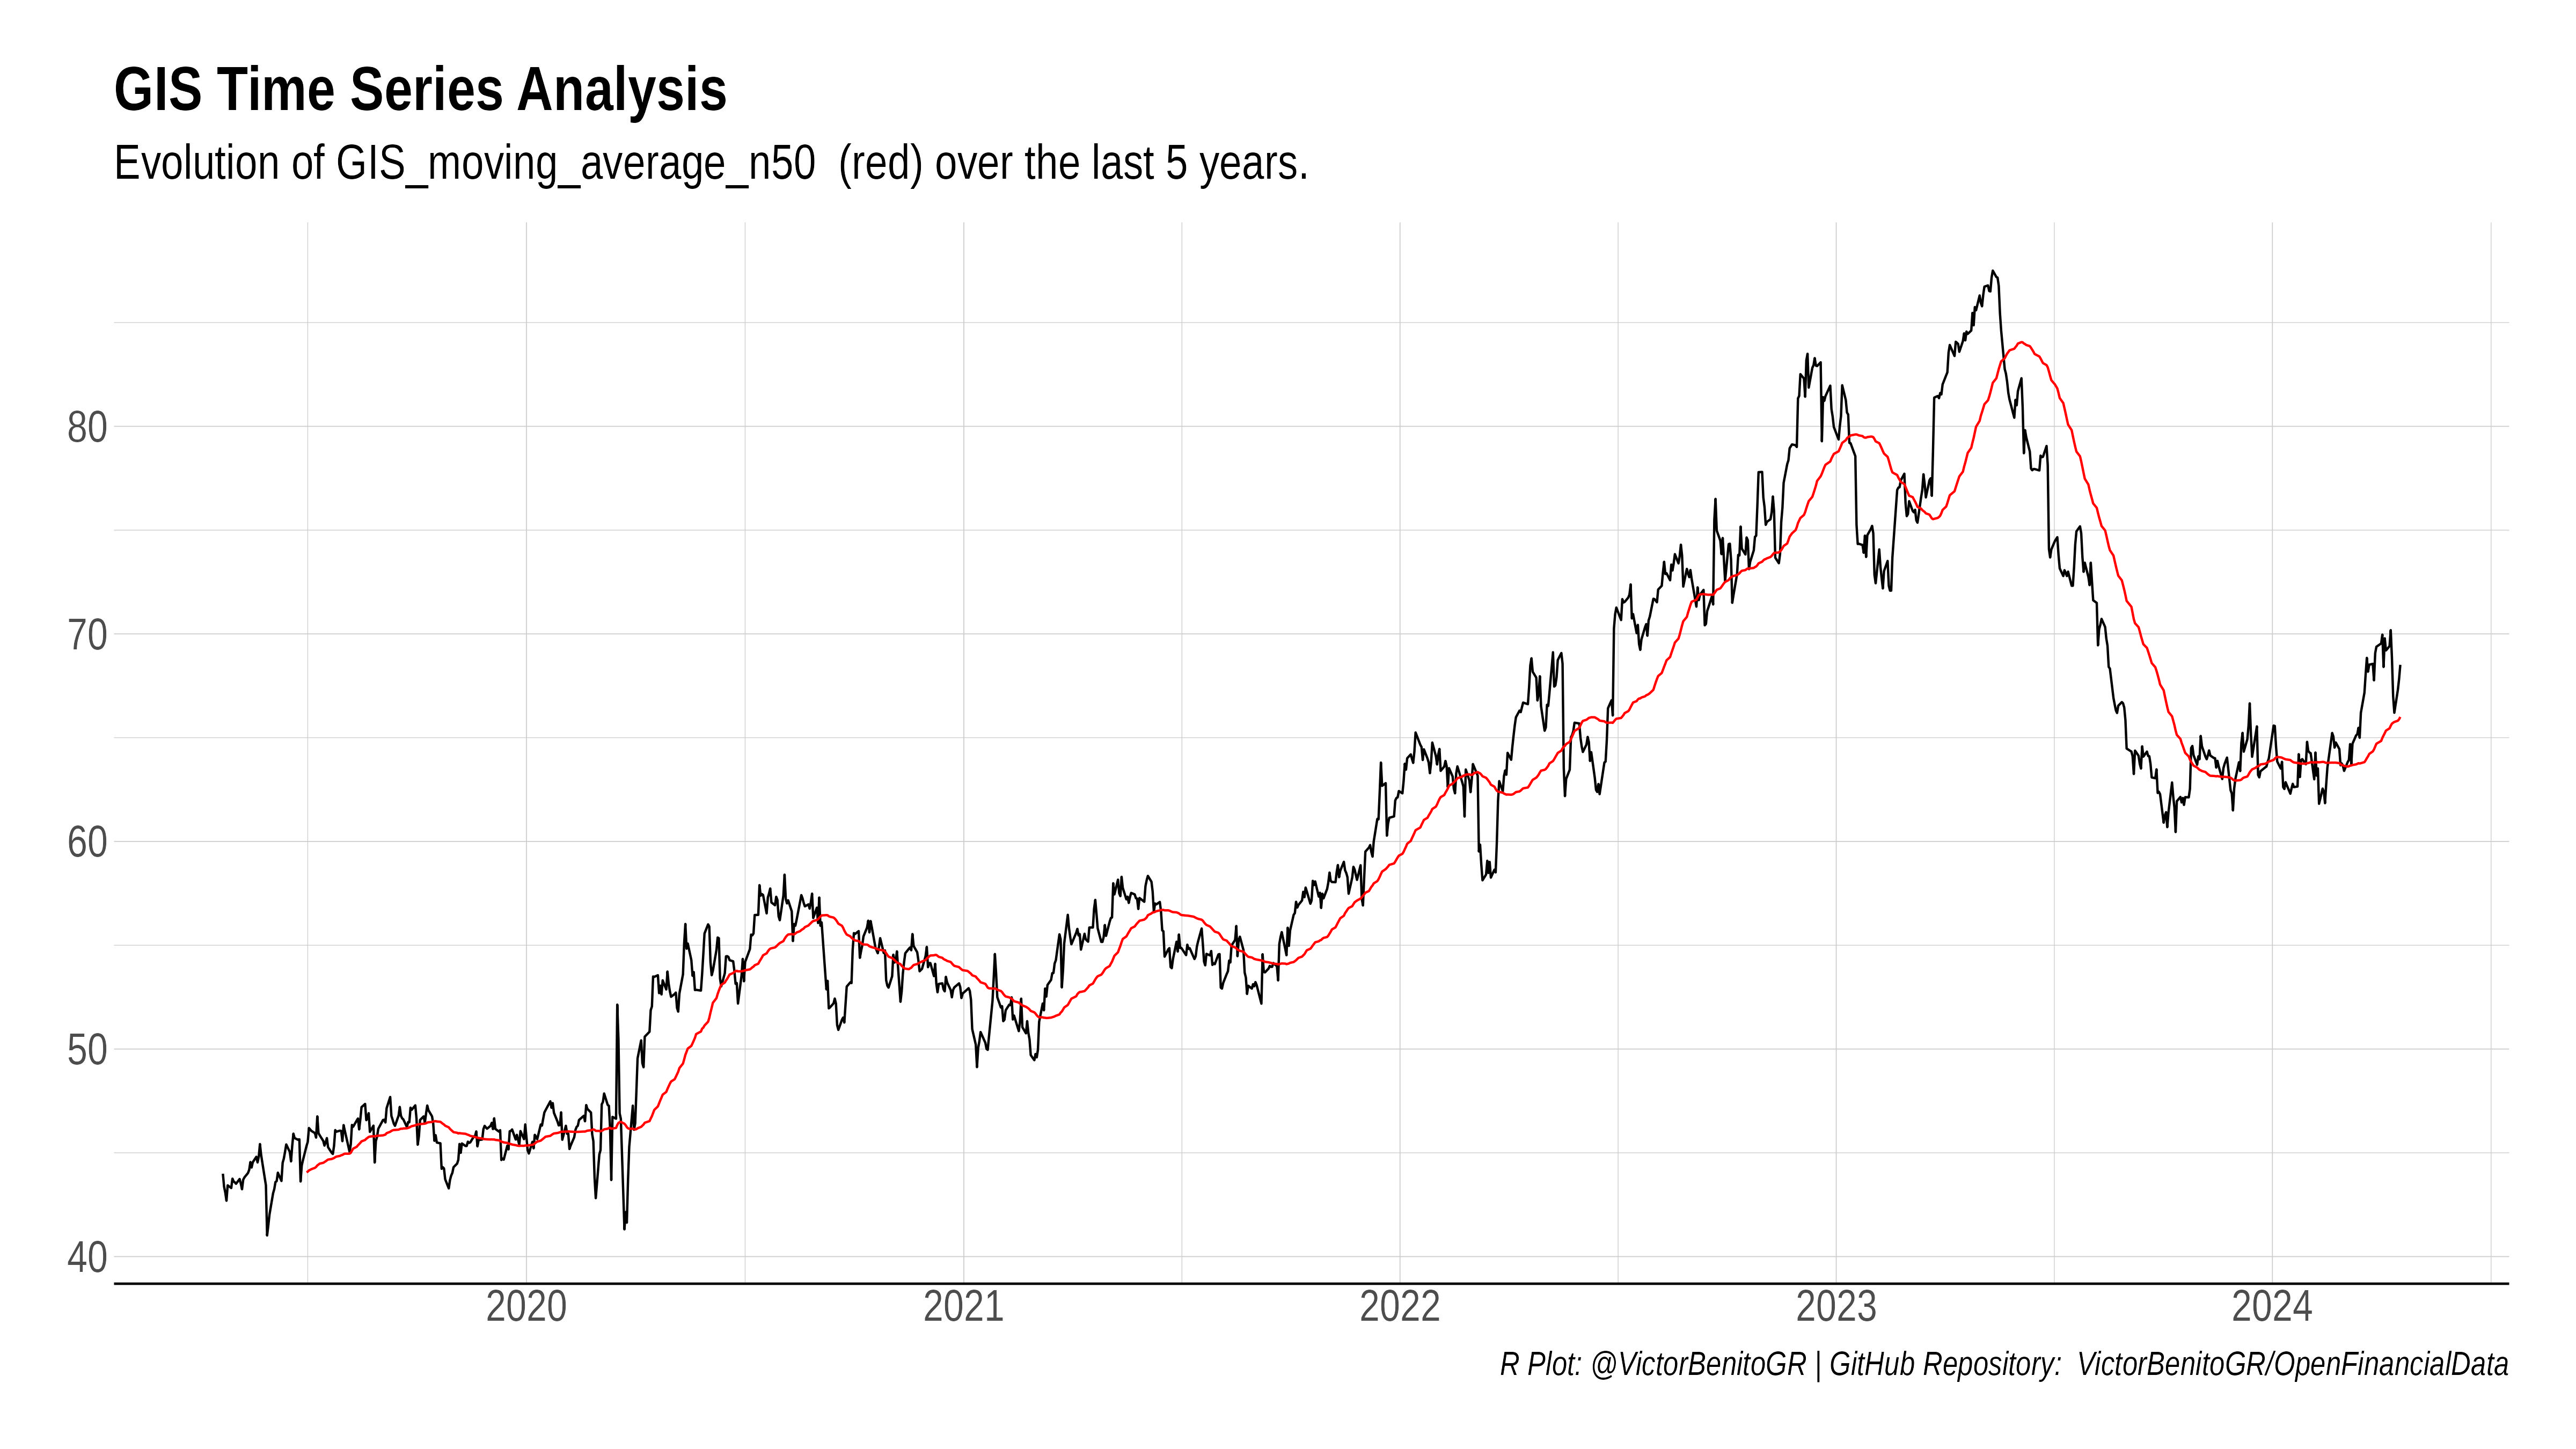 GIS Time Series Analysis
Evolution of GIS_moving_average_n50  (red) over the last 5 years.
80
70
60
50
40
2020 2021 2022 2023 2024
R Plot: @VictorBenitoGR | GitHub Repository:  VictorBenitoGR/OpenFinancialData